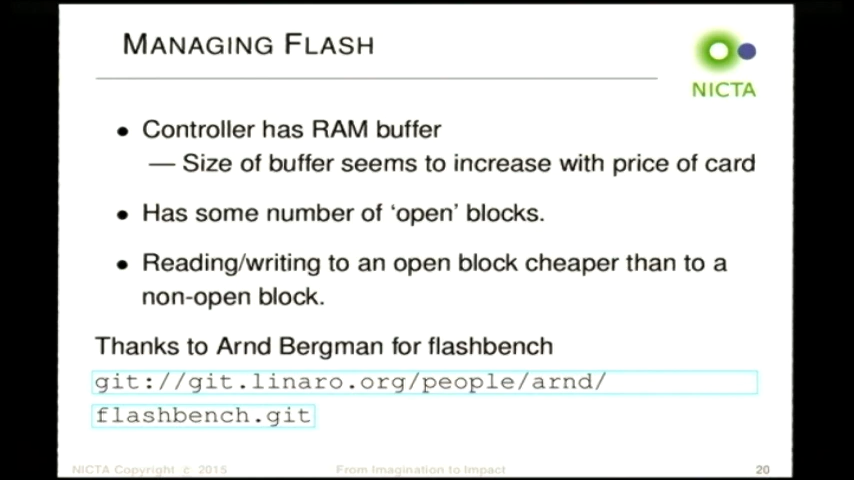 MANAGING FLASH
NICTA
• Controller has RAM buffer
— Size of buffer seems to increase with price of card
• Has some number of ‘open’ blocks.
• Reading/writing to an open block cheaper than to a
non-open block.
Thanks to Arnd Bergman for flashbench
git://git.linaro.org/people/arnd/
flashbench.git
NICTA Copyright c 2015
From Imagination to Impact
20